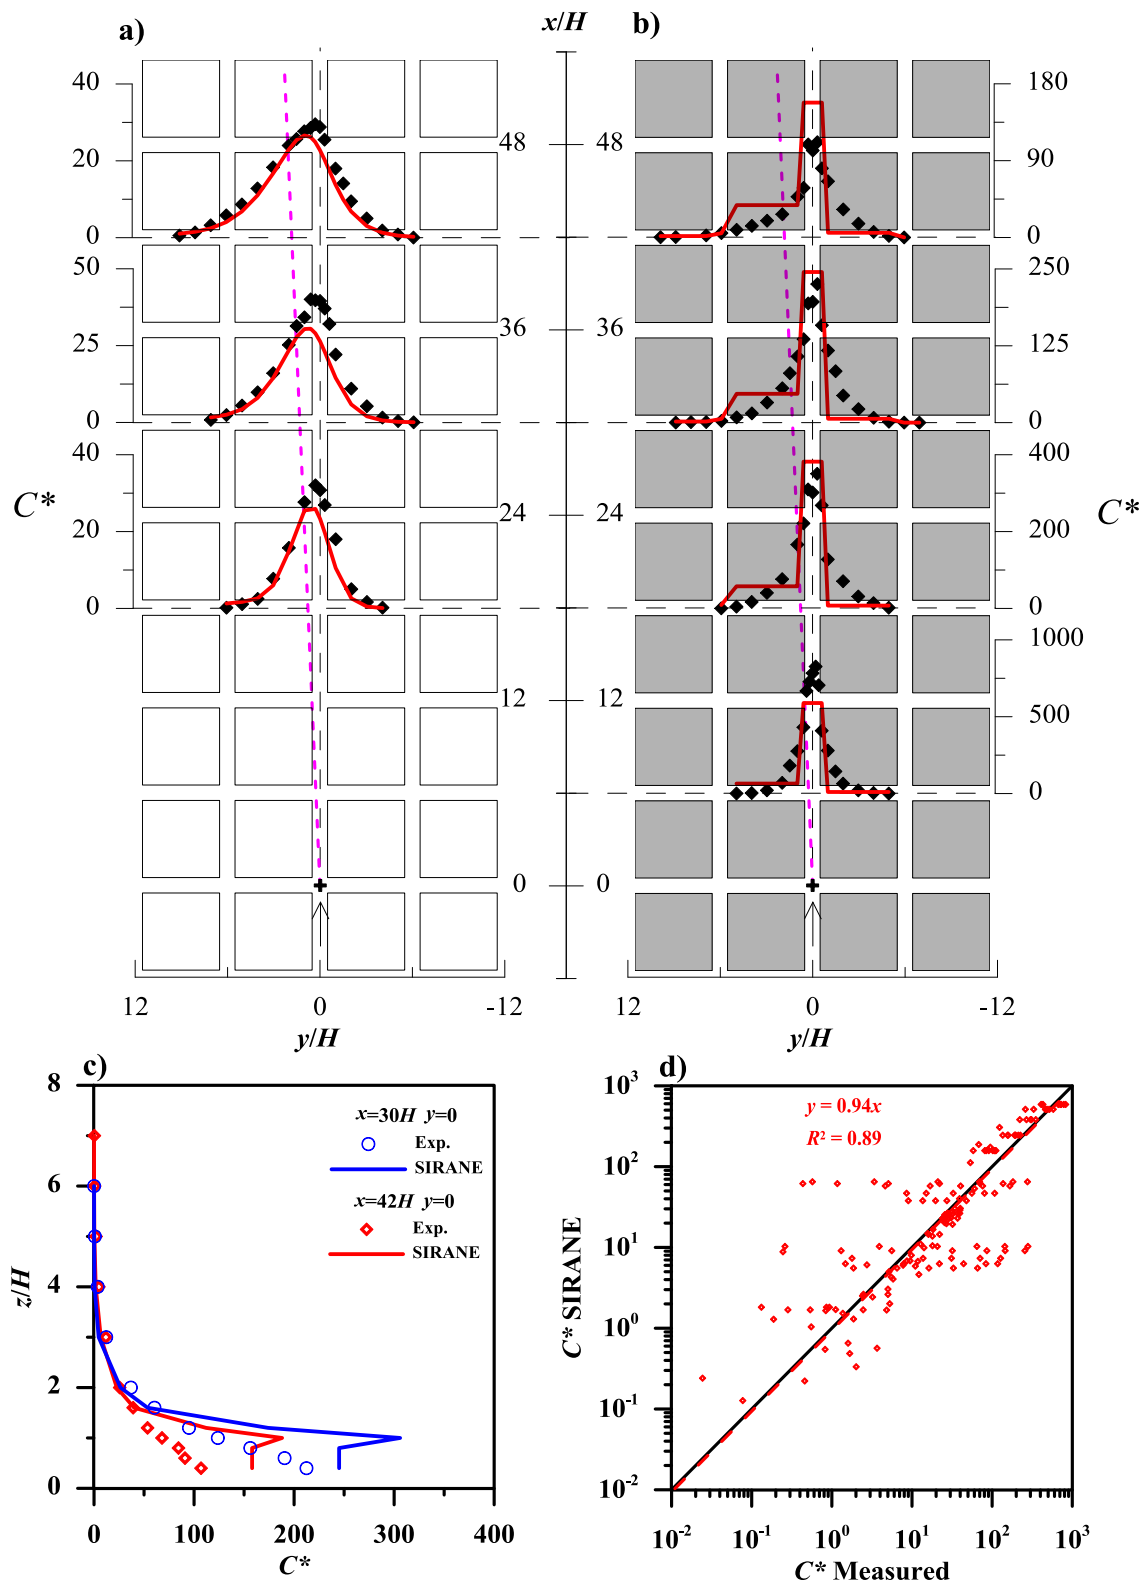 a)
x/H
b)
40
20
0
50
25
0
40
20
0
C*
48
36
24
12
0
48
36
24
12
0
180
90
0
250
125
0
400
200
0
1000
500
0
C*
12
0
-12
y/H
12
0
-12
y/H
c)
8
6
4
2
0
z/H
x=30H y=0
Exp.
SIRANE
x=42H y=0
Exp.
SIRANE
0
100
200
300
400
C*
d)
10³
10²
10¹
10⁰
10⁻¹
10⁻²
C* SIRANE
y = 0.94x
R² = 0.89
10⁻²
10⁻¹
10⁰
10¹
10²
10³
C* Measured